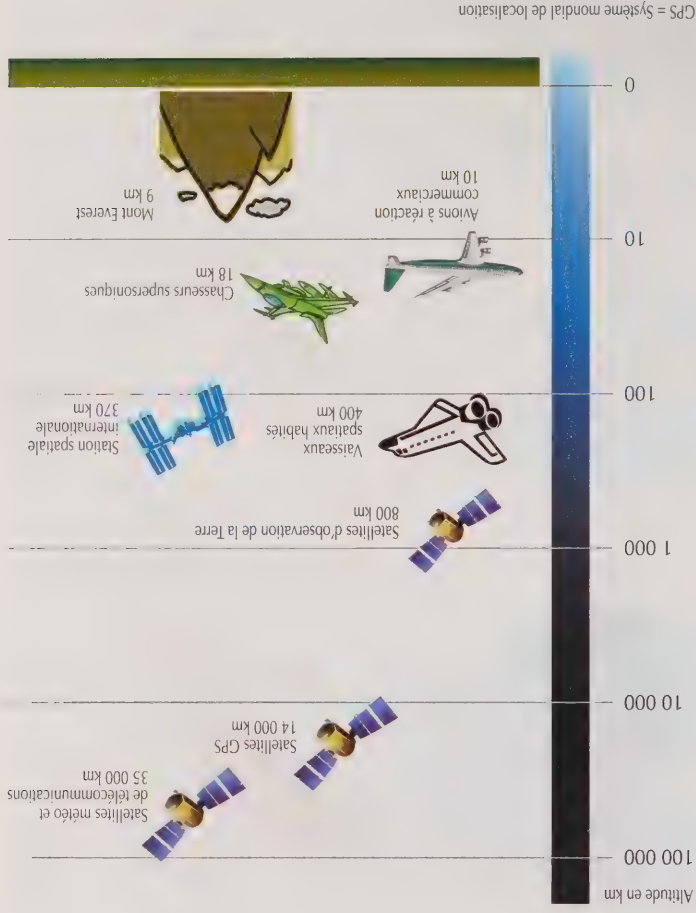 Altitude en km
100 000
Satellites météo et
de télécommunications
35 000 km
Satellites GPS
14 000 km
10 000
1 000
Satellites d'observation de la Terre
800 km
Vaisseaux
spatiaux habités
400 km
Station spatiale
internationale
370 km
100
Chasseurs supersoniques
18 km
10
Avions à réaction
commerciaux
10 km
Mont Everest
9 km
0
GPS = Système mondial de localisation